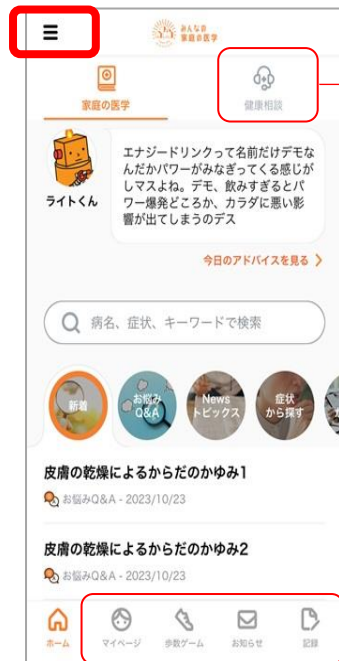 みんなの
家庭の医学
家庭の医学
健康相談
ライトくん
エナジードリンクって名前だけデモな
んだかパワーがみなぎってくる感じが
しマスよね。デモ、飲みすぎるとパ
ワー爆発どころか、カラダに悪い影
響が出てしまうのデス
今日のアドバイスを見る
病名、症状、キーワードで検索
新着
お悩み
Q&A
News
トピックス
症状
から探す
皮膚の乾燥によるからだのかゆみ1
お悩みQ&A - 2023/10/23
皮膚の乾燥によるからだのかゆみ2
お悩みQ&A - 2023/10/23
ホーム
マイページ
歩数ゲーム
お知らせ
記録